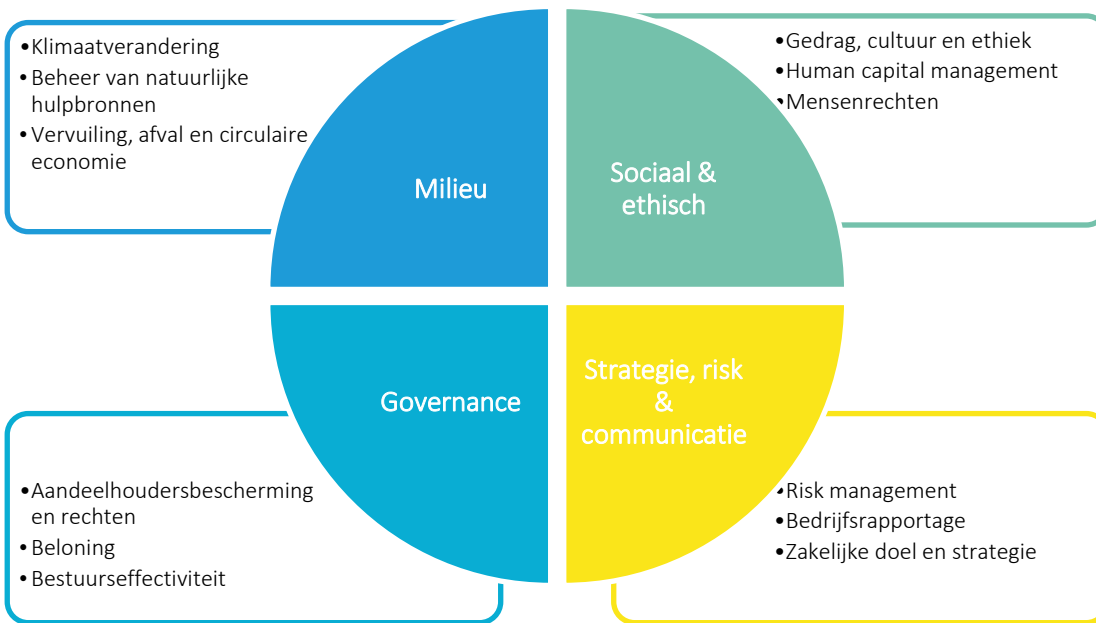 •Klimaatverandering
•Beheer van natuurlijke
hulpbronnen
•Vervuiling, afval en circulaire
economie
Milieu
•Gedrag, cultuur en ethiek
•Human capital management
•Mensenrechten
Sociaal &
ethisch
Governance
•Aandeelhoudersbescherming
en rechten
•Beloning
•Bestuurseffectiviteit
Strategie, risk
&
communicatie
•Risk management
•Bedrijfsrapportage
•Zakelijke doel en strategie